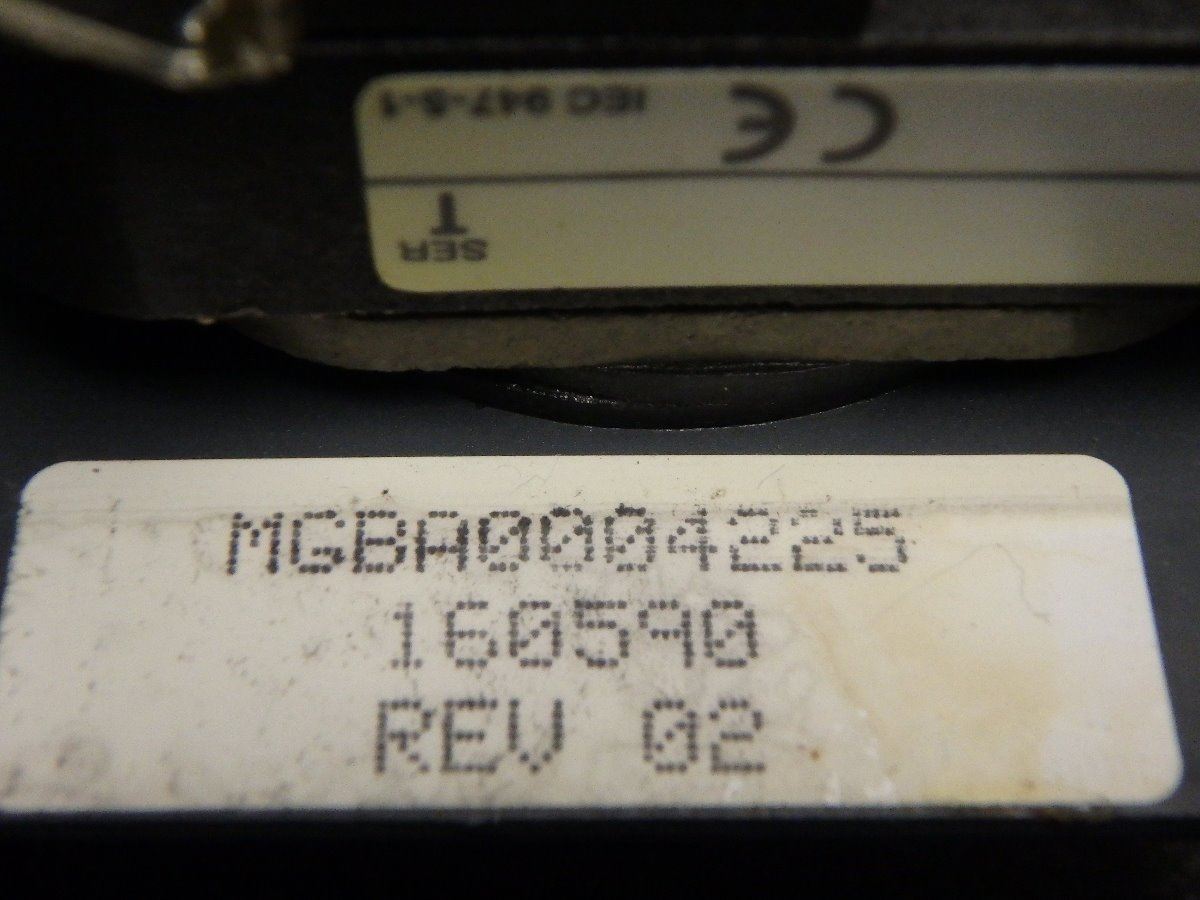 IEC 947-5-1 CE
SER
T
MGBA0004225
160590
REV 02